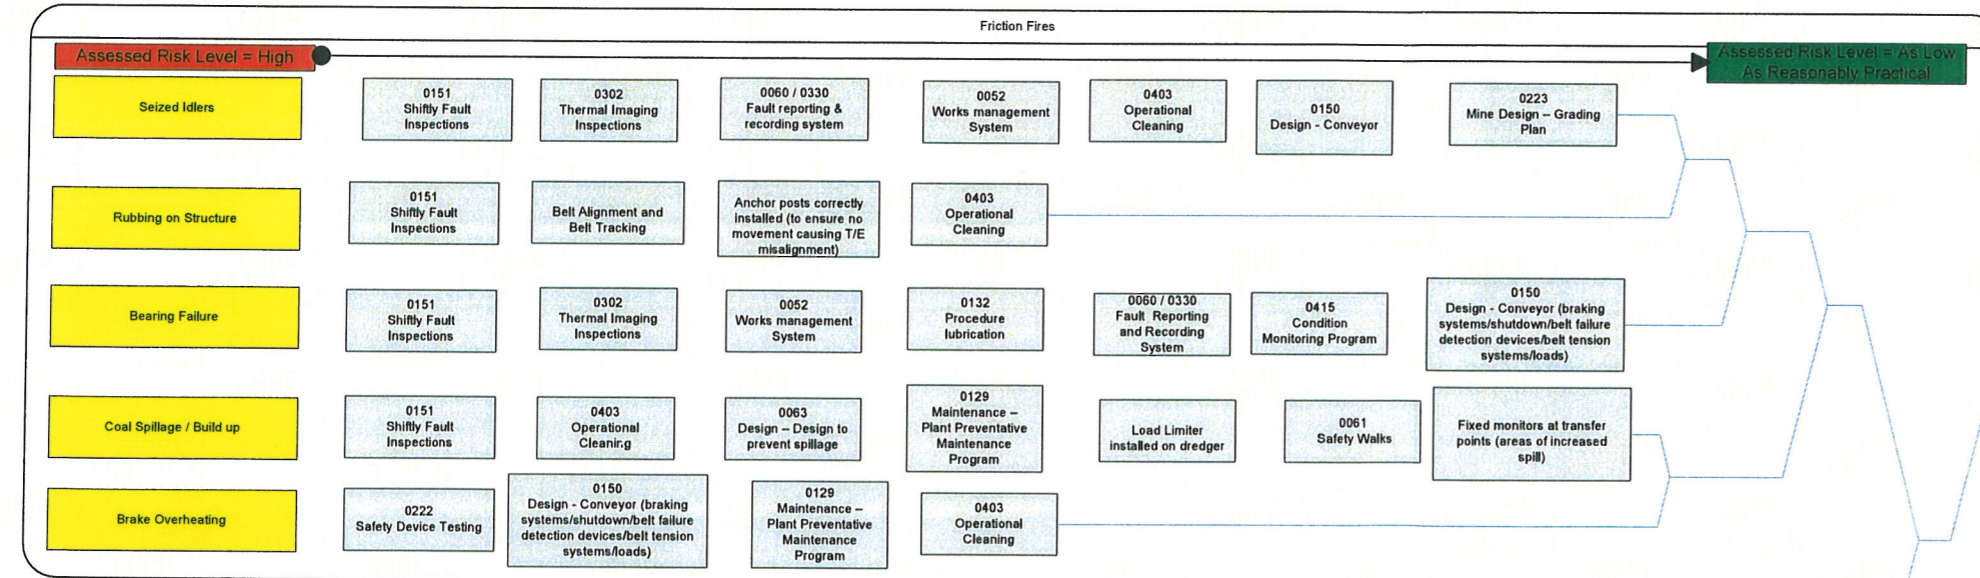 Friction Fires
Assessed Risk Level = High
Assessed Risk Level = As Low
As Reasonably Practical
Seized Idlers
0151
Shiftly Fault
Inspections
0302
Thermal Imaging
Inspections
0060 / 0330
Fault reporting &
recording system
0052
Works management
System
0403
Operational
Cleaning
0150
Design - Conveyor
0223
Mine Design – Grading
Plan
Rubbing on Structure
0151
Shiftly Fault
Inspections
Belt Alignment and
Belt Tracking
Anchor posts correctly
installed (to ensure no
movement causing T/E
misalignment)
0403
Operational
Cleaning
Bearing Failure
0151
Shiftly Fault
Inspections
0302
Thermal Imaging
Inspections
0052
Works management
System
0132
Procedure
lubrication
0060 / 0330
Fault Reporting
and Recording
System
0415
Condition
Monitoring Program
0150
Design - Conveyor (braking
systems/shutdown/belt failure
detection devices/belt tension
systems/loads)
Coal Spillage / Build up
0151
Shiftly Fault
Inspections
0403
Operational
Cleaning
0063
Design – Design to
prevent spillage
0129
Maintenance –
Plant Preventative
Maintenance
Program
Load Limiter
installed on dredger
0061
Safety Walks
Fixed monitors at transfer
points (areas of increased
spill)
Brake Overheating
0222
Safety Device Testing
0150
Design - Conveyor (braking
systems/shutdown/belt failure
detection devices/belt tension
systems/loads)
0129
Maintenance –
Plant Preventative
Maintenance
Program
0403
Operational
Cleaning